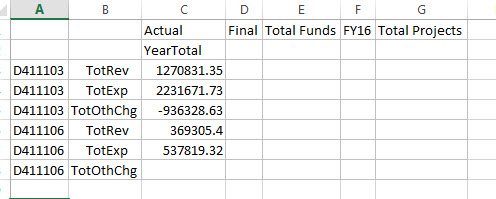 A B C D E F G
Actual Final Total Funds FY16 Total Projects
YearTotal
D411103 TotRev 1270831.35
D411103 TotExp 2231671.73
D411103 TotOthChg -936328.63
D411106 TotRev 369305.4
D411106 TotExp 537819.32
D411106 TotOthChg